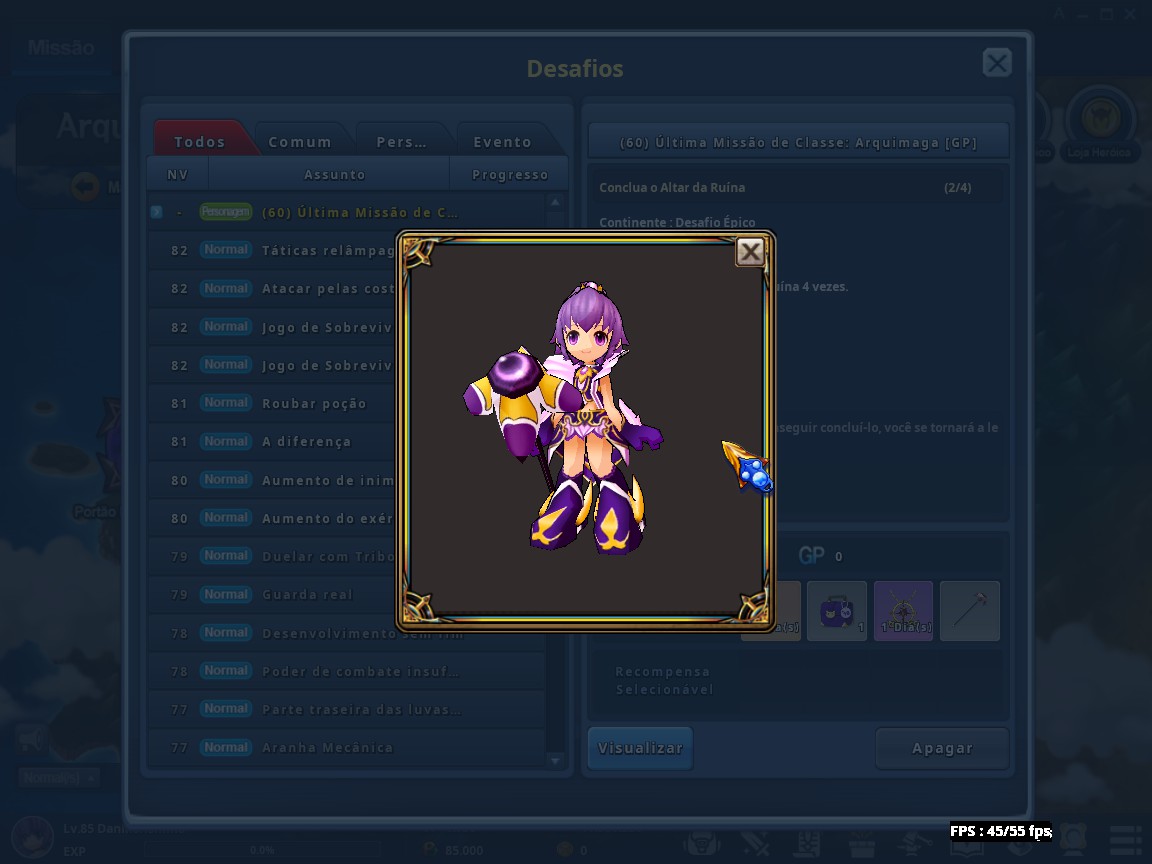 Missão
Desafios
Todos
Comum
Pers...
Evento
(60) Última Missão de Classe: Arquimaga [GP]
NV
Assunto
Progresso
Conclua o Altar da Ruína
(2/4)
Loja Heróica
- Personagem (60) Última Missão de C...
Continente : Desafio Épico
82 Normal Táticas relâmpag
82 Normal Atacar pelas cost
4 vezes.
82 Normal Jogo de Sobreviv
82 Normal Jogo de Sobreviv
81 Normal Roubar poção
81 Normal A diferença
seguir concluí-lo, você se tornará a le
80 Normal Aumento de inim
80 Normal Aumento do exér
Portão
79 Normal Duelar com Tribo
GP 0
79 Normal Guarda real
1
1 Dia(s)
78 Normal Desenvolvimento sem fim
78 Normal Poder de combate insuf...
Recompensa
Selecionável
77 Normal Parte traseira das luvas...
77 Normal Aranha Mecânica
Visualizar
Apagar
Normal(s)
Lv.85
EXP
0.0%
85.000
0
FPS : 45/55 fps;